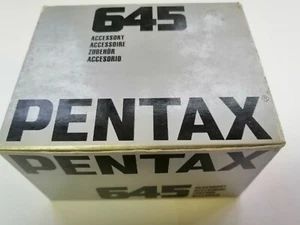 645
ACCESSORY
ACCESSOIRE
ZUBEHÖR
ACCESORIO
PENTAX®
PENTAX
645